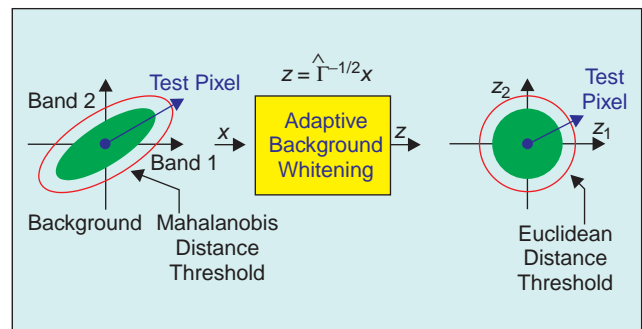 Band 2
Test Pixel
Band 1
Background
Mahalanobis
Distance
Threshold
z = Γ̂^{-1/2}x
x
Adaptive
Background
Whitening
z
z₂
Test
Pixel
z₁
Euclidean
Distance
Threshold